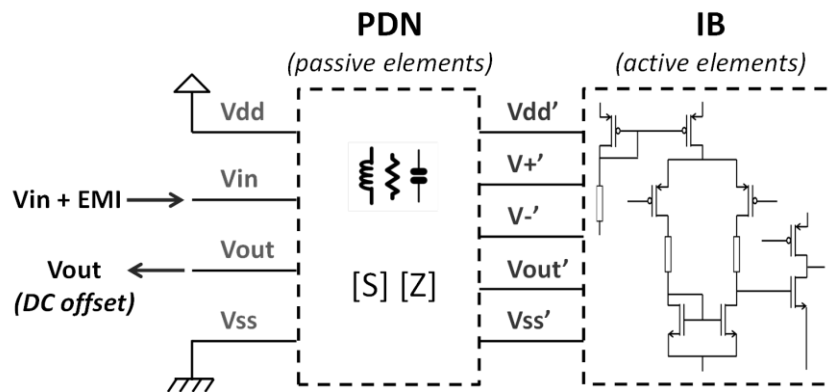 PDN
(passive elements)
IB
(active elements)
Vdd
Vin
Vout
Vss
Vin + EMI
Vout
(DC offset)
[S] [Z]
Vdd’
V+’
V-’
Vout’
Vss’